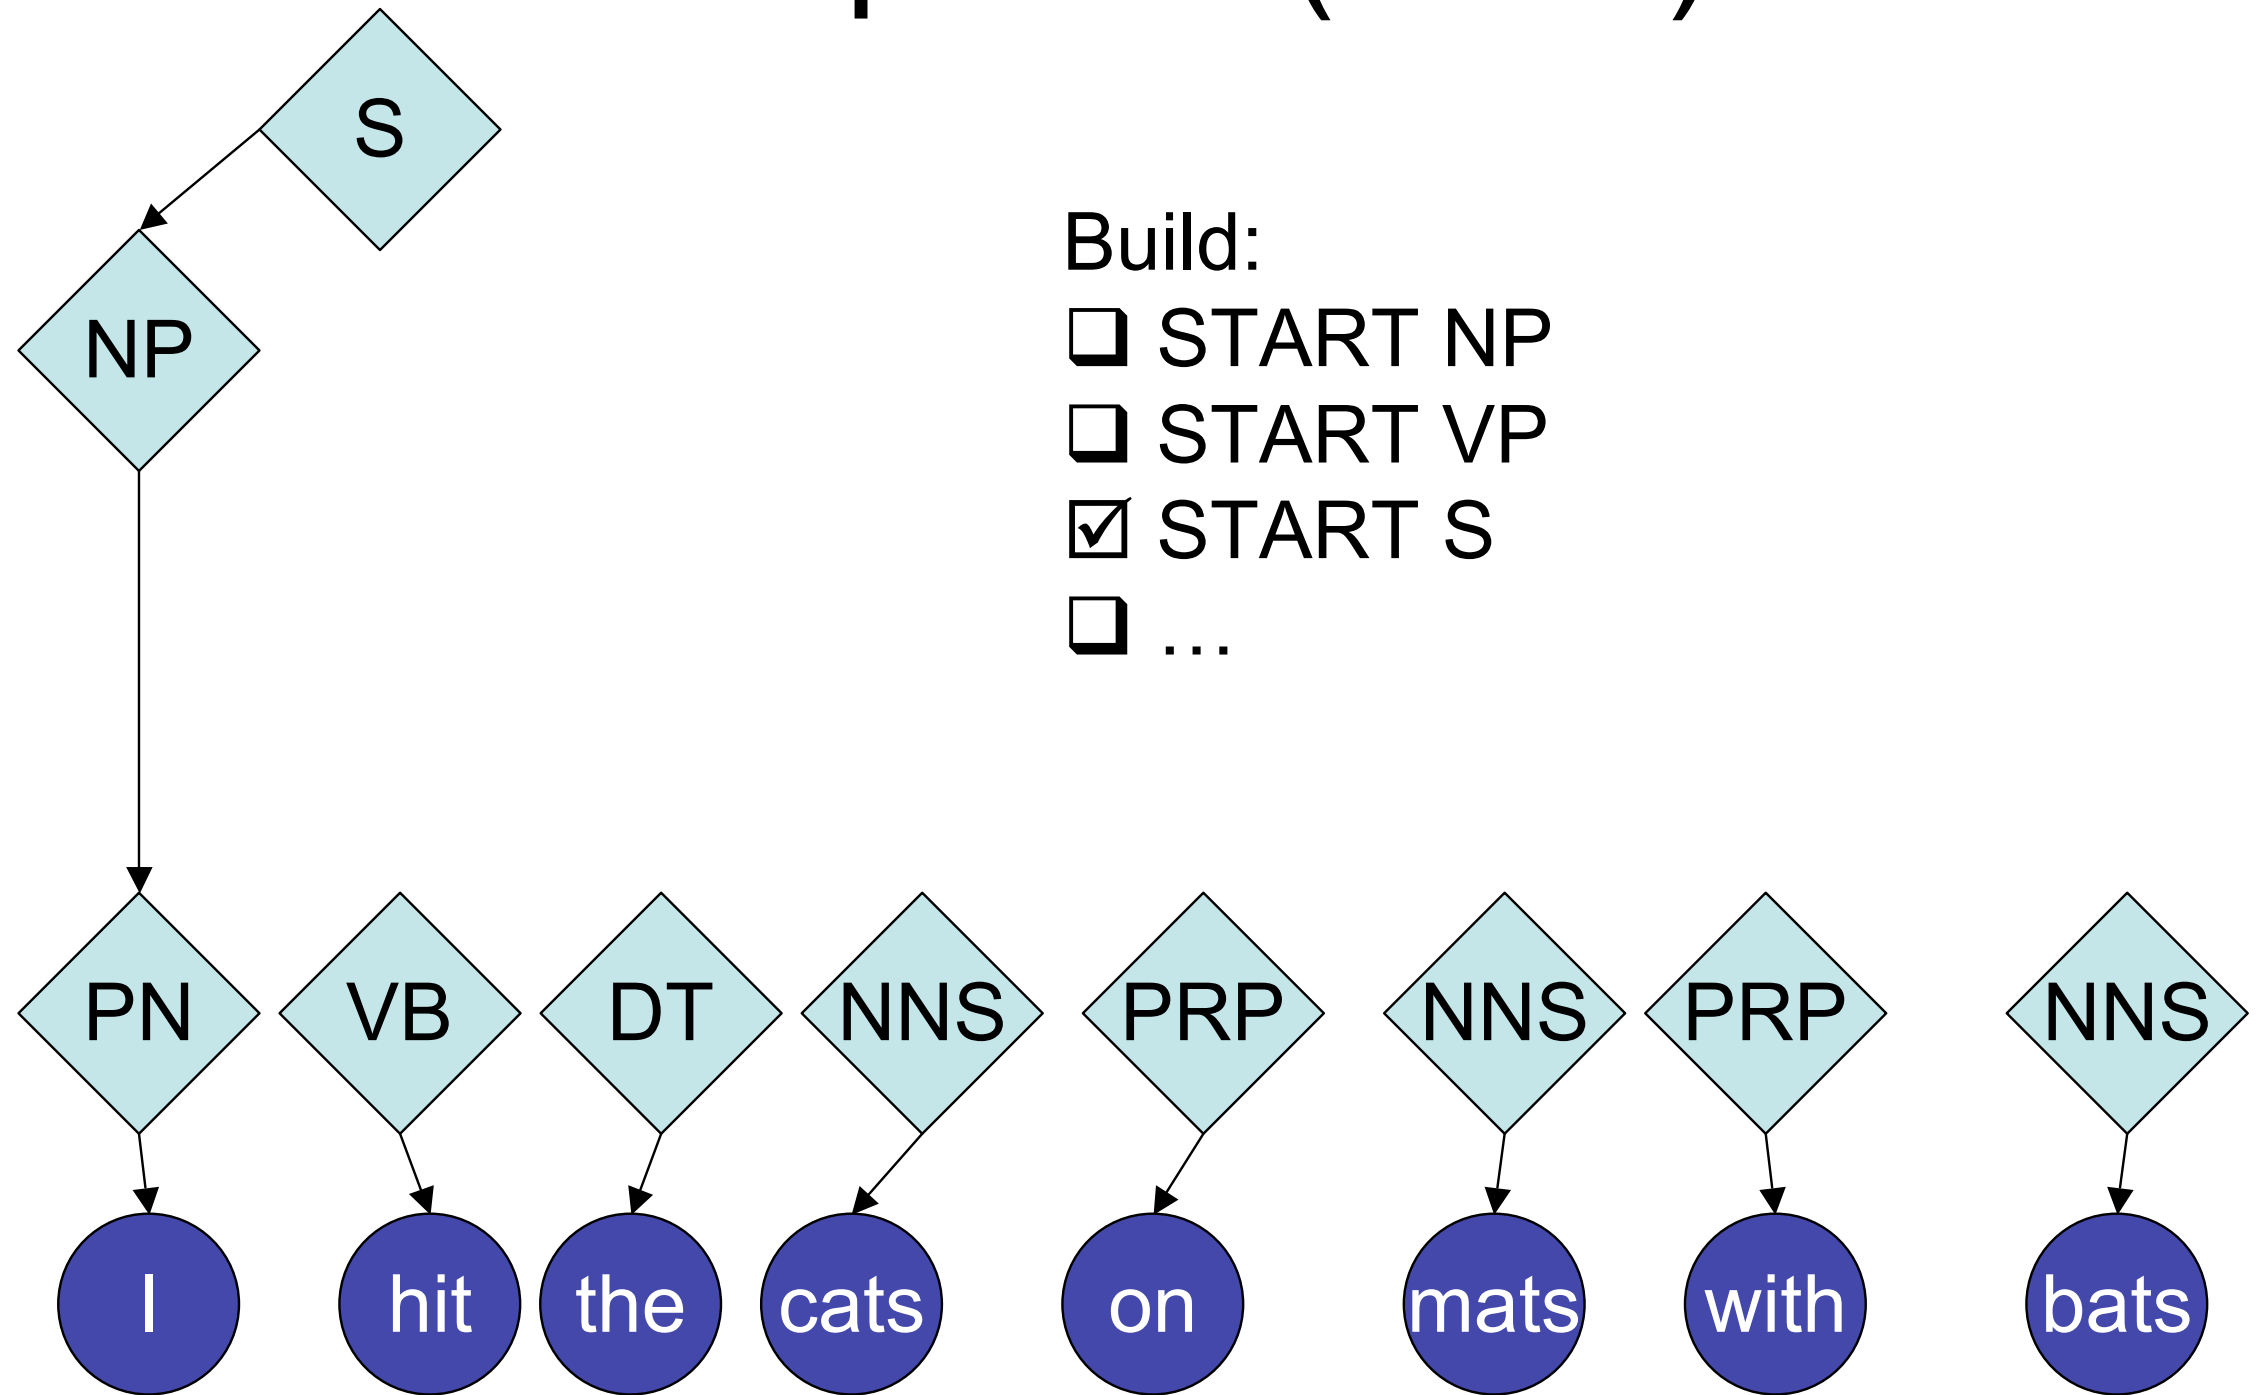 S
NP
Build:
❑ START NP
❑ START VP
☑ START S
❑ …
PN VB DT NNS PRP NNS PRP NNS
I hit the cats on mats with bats